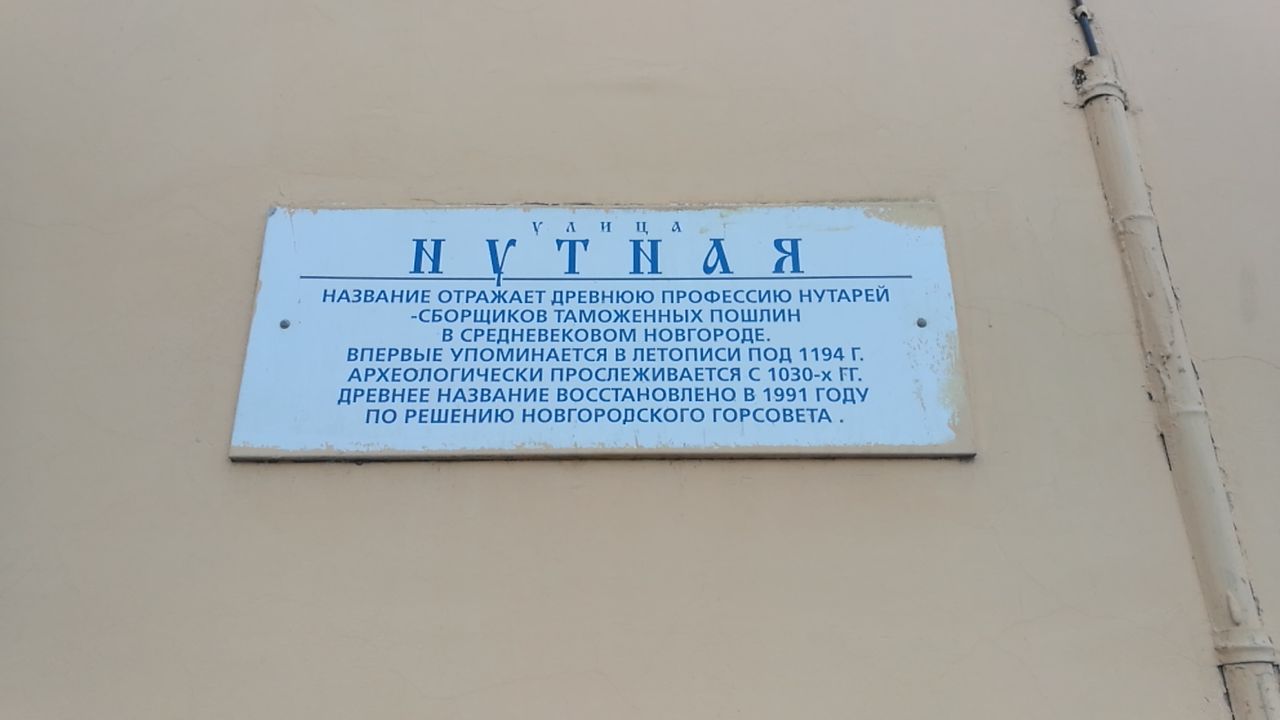 УЛИЦА
НУТНАЯ
НАЗВАНИЕ ОТРАЖАЕТ ДРЕВНЮЮ ПРОФЕССИЮ НУТАРЕЙ
-СБОРЩИКОВ ТАМОЖЕННЫХ ПОШЛИН
В СРЕДНЕВЕКОВОМ НОВГОРОДЕ.
ВПЕРВЫЕ УПОМИНАЕТСЯ В ЛЕТОПИСИ ПОД 1194 Г.
АРХЕОЛОГИЧЕСКИ ПРОСЛЕЖИВАЕТСЯ С 1030-х ГГ.
ДРЕВНЕЕ НАЗВАНИЕ ВОССТАНОВЛЕНО В 1991 ГОДУ
ПО РЕШЕНИЮ НОВГОРОДСКОГО ГОРСОВЕТА .